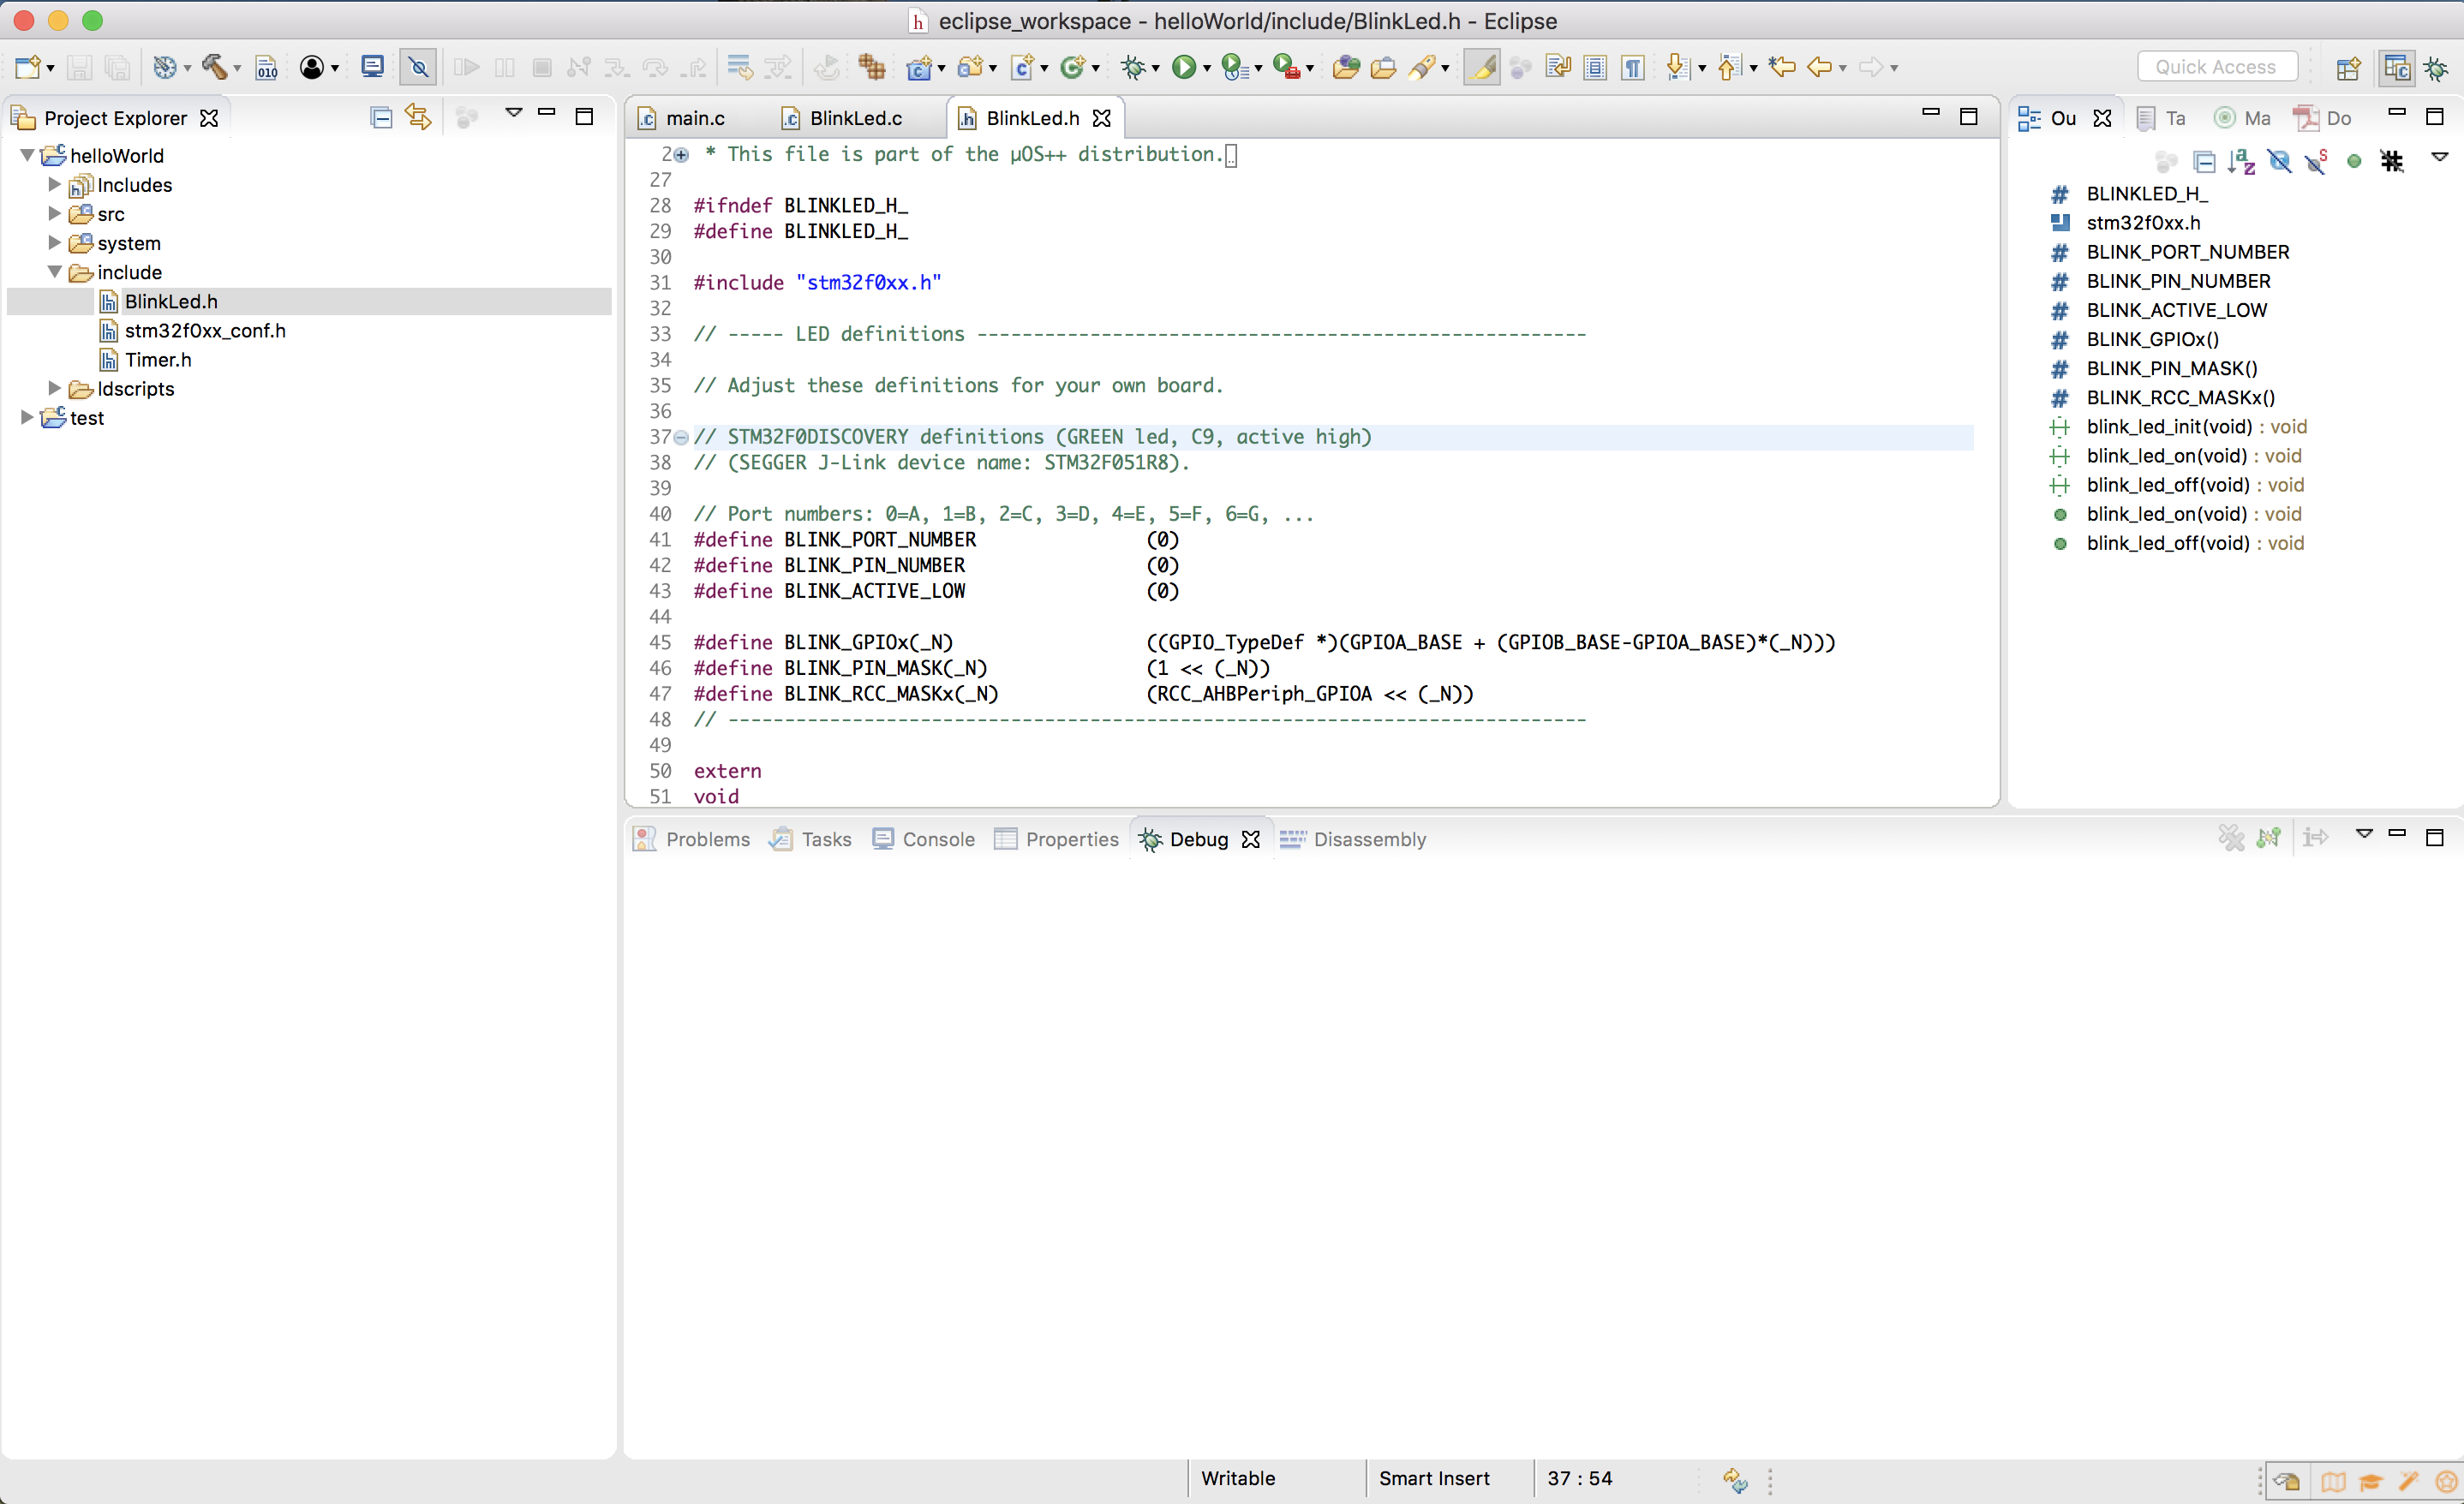 eclipse_workspace - helloWorld/include/BlinkLed.h - Eclipse
Quick Access
Project Explorer
helloWorld
Includes
src
system
include
BlinkLed.h
stm32f0xx_conf.h
Timer.h
ldscripts
test
main.c BlinkLed.c BlinkLed.h
2 * This file is part of the µOS++ distribution.
27
28 #ifndef BLINKLED_H_
29 #define BLINKLED_H_
30
31 #include "stm32f0xx.h"
32
33 // ----- LED definitions ------------------------------------------------------
34
35 // Adjust these definitions for your own board.
36
37 // STM32F0DISCOVERY definitions (GREEN led, C9, active high)
38 // (SEGGER J-Link device name: STM32F051R8).
39
40 // Port numbers: 0=A, 1=B, 2=C, 3=D, 4=E, 5=F, 6=G, ...
41 #define BLINK_PORT_NUMBER (0)
42 #define BLINK_PIN_NUMBER (0)
43 #define BLINK_ACTIVE_LOW (0)
44
45 #define BLINK_GPIOx(_N) ((GPIO_TypeDef *)(GPIOA_BASE + (GPIOB_BASE-GPIOA_BASE)*(_N)))
46 #define BLINK_PIN_MASK(_N) (1 << (_N))
47 #define BLINK_RCC_MASKx(_N) (RCC_AHBPeriph_GPIOA << (_N))
48 // ----------------------------------------------------------------------------
49
50 extern
51 void
Ou Ta Ma Do
BLINKLED_H_
stm32f0xx.h
BLINK_PORT_NUMBER
BLINK_PIN_NUMBER
BLINK_ACTIVE_LOW
BLINK_GPIOx()
BLINK_PIN_MASK()
BLINK_RCC_MASKx()
blink_led_init(void) : void
blink_led_on(void) : void
blink_led_off(void) : void
blink_led_on(void) : void
blink_led_off(void) : void
Problems Tasks Console Properties Debug Disassembly
Writable Smart Insert 37 : 54